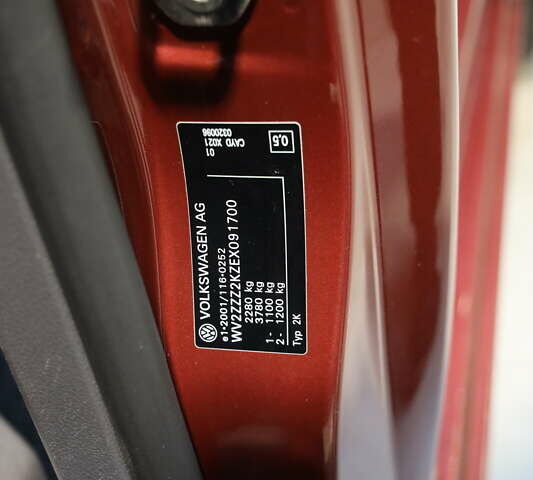 VOLKSWAGEN AG
e1-2001/116-0252
WV2ZZZ2KZEX091700
2280 kg
3780 kg
1 - 1100 kg
2 - 1200 kg
Typ 2K
01
CAYD X021
0320096
0,5